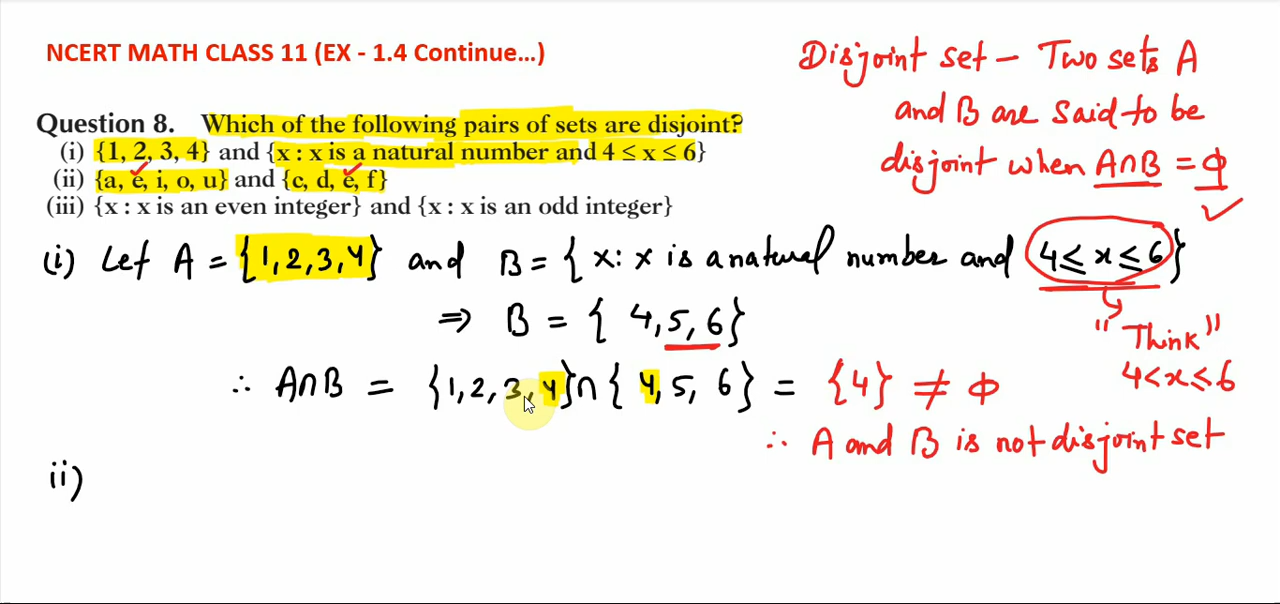 NCERT MATH CLASS 11 (EX - 1.4 Continue...)
Disjoint set - Two sets A
and B are said to be
disjoint when A∩B = ϕ
Question 8. Which of the following pairs of sets are disjoint?
(i) {1, 2, 3, 4} and {x : x is a natural number and 4 ≤ x ≤ 6}
(ii) {a, e, i, o, u} and {c, d, e, f}
(iii) {x : x is an even integer} and {x : x is an odd integer}
(i) Let A = {1,2,3,4} and B = { x: x is a natural number and 4 ≤ x ≤ 6}
⇒ B = { 4, 5, 6}
"Think"
4<x≤6
∴ A∩B = {1,2,3,4}∩{ 4, 5, 6} = {4} ≠ ϕ
∴ A and B is not disjoint set
ii)